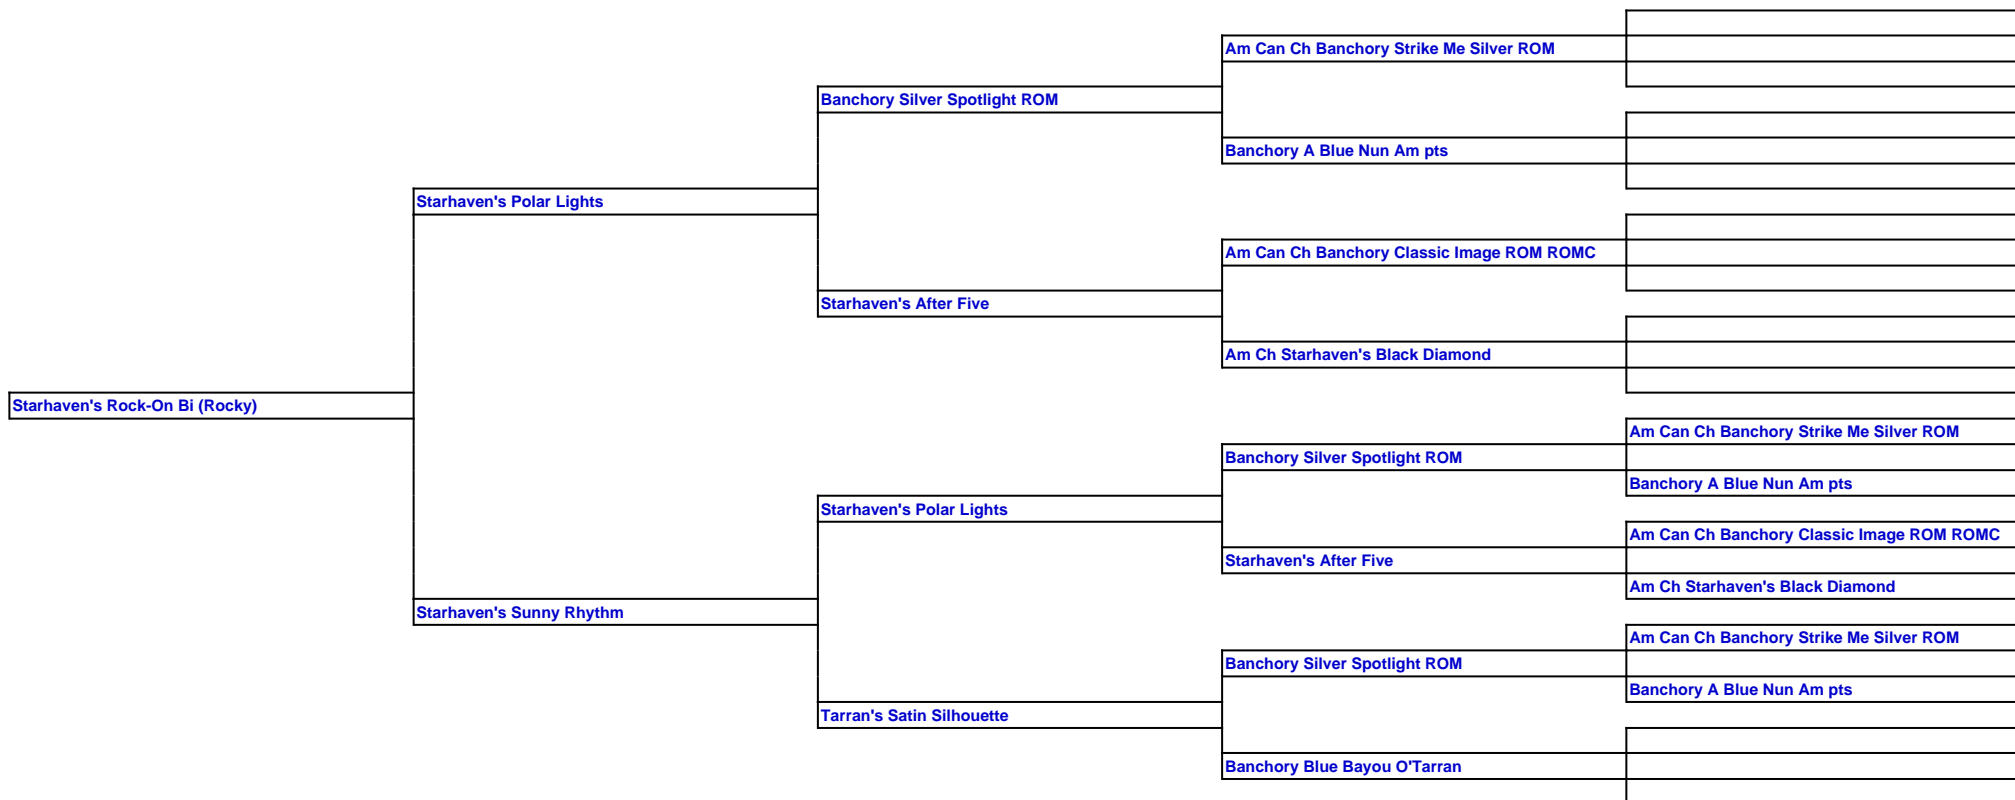 Am Can Ch Banchory Strike Me Silver ROM
Banchory Silver Spotlight ROM
Banchory A Blue Nun Am pts
Starhaven's Polar Lights
Am Can Ch Banchory Classic Image ROM ROMC
Starhaven's After Five
Am Ch Starhaven's Black Diamond
Starhaven's Rock-On Bi (Rocky)
Am Can Ch Banchory Strike Me Silver ROM
Banchory Silver Spotlight ROM
Banchory A Blue Nun Am pts
Starhaven's Polar Lights
Am Can Ch Banchory Classic Image ROM ROMC
Starhaven's After Five
Am Ch Starhaven's Black Diamond
Starhaven's Sunny Rhythm
Am Can Ch Banchory Strike Me Silver ROM
Banchory Silver Spotlight ROM
Banchory A Blue Nun Am pts
Tarran's Satin Silhouette
Banchory Blue Bayou O'Tarran